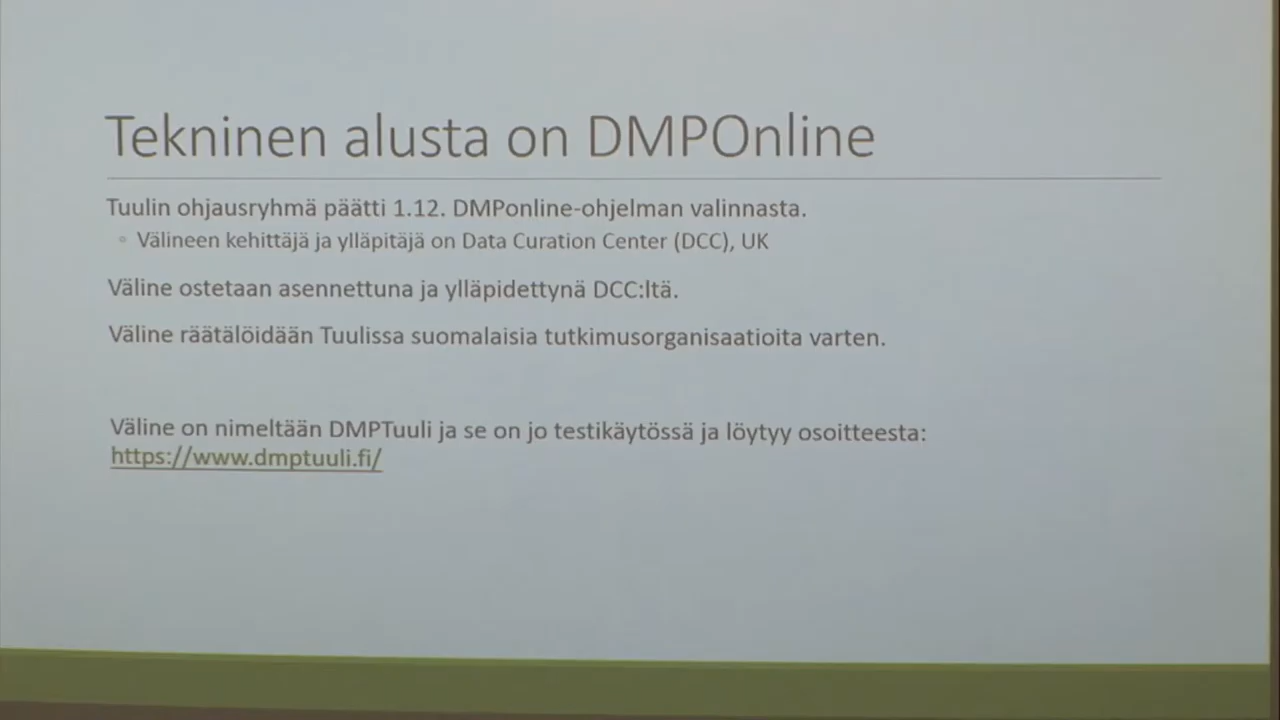 Tekninen alusta on DMPOnline
Tuulin ohjausryhmä päätti 1.12. DMPonline-ohjelman valinnasta.
Välineen kehittäjä ja ylläpitäjä on Data Curation Center (DCC), UK
Väline ostetaan asennettuna ja ylläpidettynä DCC:ltä.
Väline räätälöidään Tuulissa suomalaisia tutkimusorganisaatioita varten.
Väline on nimeltään DMPTuuli ja se on jo testikäytössä ja löytyy osoitteesta:
https://www.dmptuuli.fi/